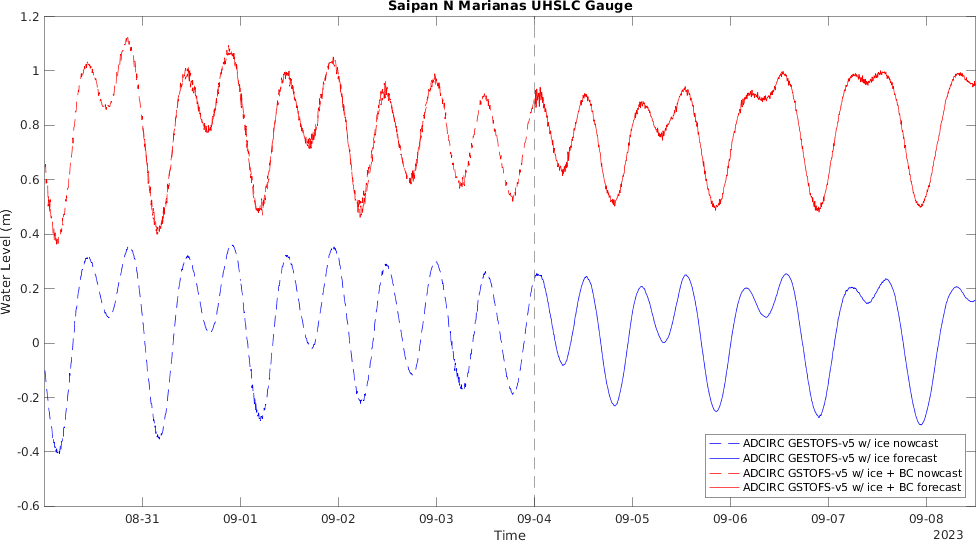 Saipan N Marianas UHSLC Gauge
1.2
1
0.8
0.6
0.4
0.2
0
-0.2
-0.4
-0.6
Water Level (m)
08-31 09-01 09-02 09-03 09-04 09-05 09-06 09-07 09-08
Time
2023
ADCIRC GESTOFS-v5 w/ ice nowcast
ADCIRC GESTOFS-v5 w/ ice forecast
ADCIRC GSTOFS-v5 w/ ice + BC nowcast
ADCIRC GSTOFS-v5 w/ ice + BC forecast